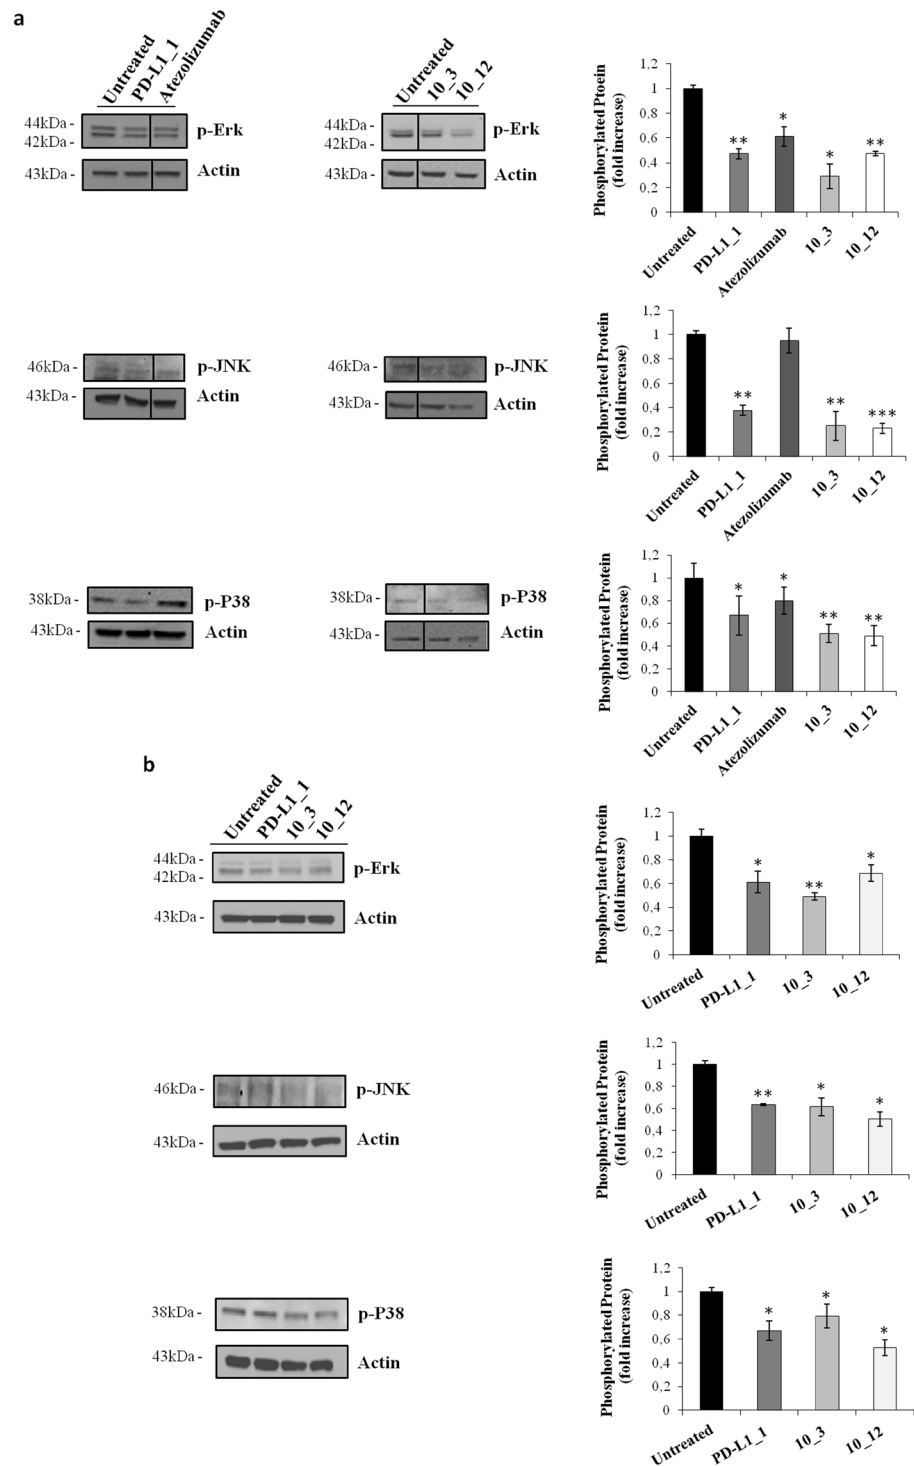 a
Untreated
PD-L1_1
Atezolizumab
44kDa -
42kDa -
p-Erk
43kDa -
Actin
Untreated
10_3
10_12
44kDa -
42kDa -
p-Erk
43kDa -
Actin
Phosphorylated Ptoein
(fold increase)
1,2
1
0,8
0,6
0,4
0,2
0
**
*
*
**
Untreated
PD-L1_1
Atezolizumab
10_3
10_12
46kDa -
p-JNK
43kDa -
Actin
46kDa -
p-JNK
43kDa -
Actin
Phosphorylated Protein
(fold increase)
1,2
1
0,8
0,6
0,4
0,2
0
**
**
***
Untreated
PD-L1_1
Atezolizumab
10_3
10_12
38kDa -
p-P38
43kDa -
Actin
38kDa -
p-P38
43kDa -
Actin
Phosphorylated Protein
(fold increase)
1,2
1
0,8
0,6
0,4
0,2
0
*
*
**
**
Untreated
PD-L1_1
Atezolizumab
10_3
10_12
b
Untreated
PD-L1_1
10_3
10_12
44kDa -
42kDa -
p-Erk
43kDa -
Actin
Phosphorylated Protein
(fold increase)
1,2
1
0,8
0,6
0,4
0,2
0
*
**
*
Untreated
PD-L1_1
10_3
10_12
46kDa -
p-JNK
43kDa -
Actin
Phosphorylated Protein
(fold increase)
1,2
1
0,8
0,6
0,4
0,2
0
**
*
*
Untreated
PD-L1_1
10_3
10_12
38kDa -
p-P38
43kDa -
Actin
Phosphorylated Protein
(fold increase)
1,2
1
0,8
0,6
0,4
0,2
0
*
*
*
Untreated
PD-L1_1
10_3
10_12